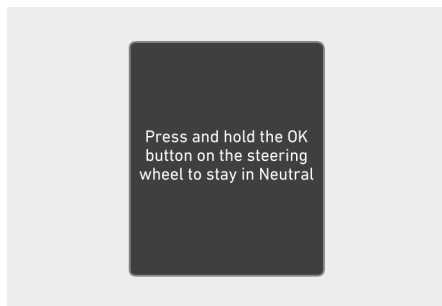 Press and hold the OK
button on the steering
wheel to stay in Neutral